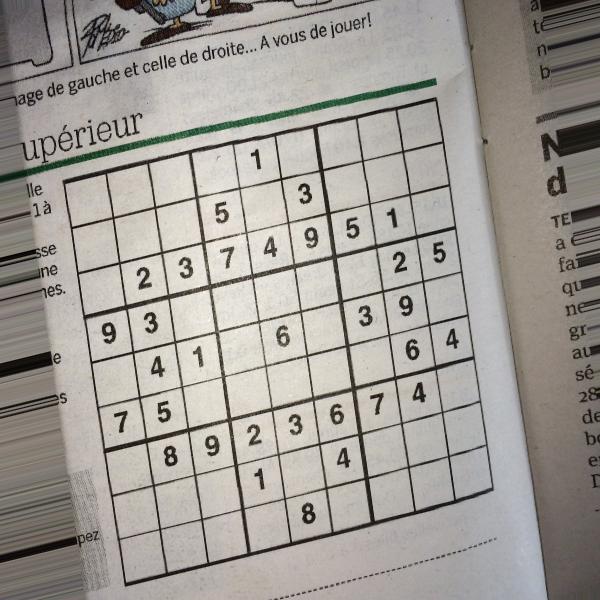 age de gauche et celle de droite... A vous de jouer!
upérieur
lle
1 à
sse
ne
nes.
e
s
pez
1
5 3
2 3 7 4 9 5 1
9 3 2 5
4 1 6 3 9
7 5 6 4
8 9 2 3 6 7 4
1 4
8
té
n
b
N
d
TE
a
fa
qu
ne
gr
au
sé
28
de